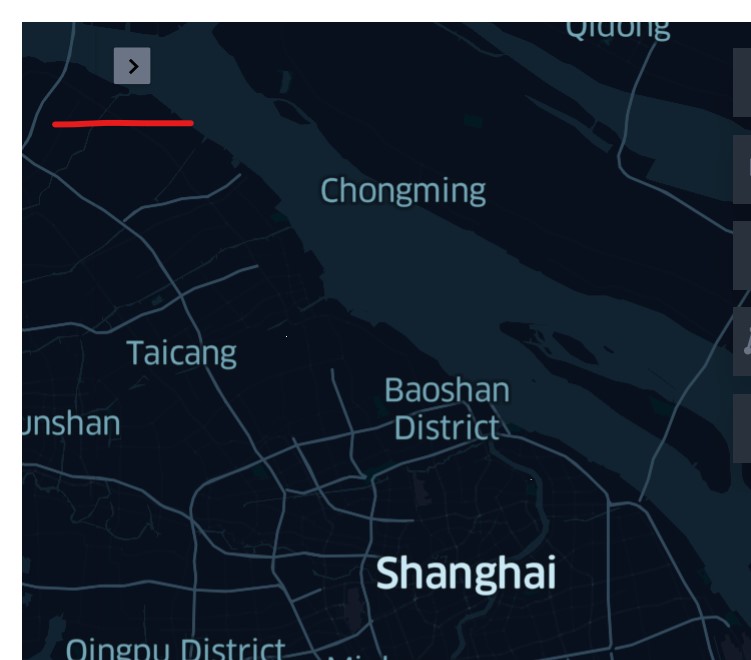 Qidong
Chongming
Taicang
Baoshan
District
unshan
Shanghai
Qingpu District